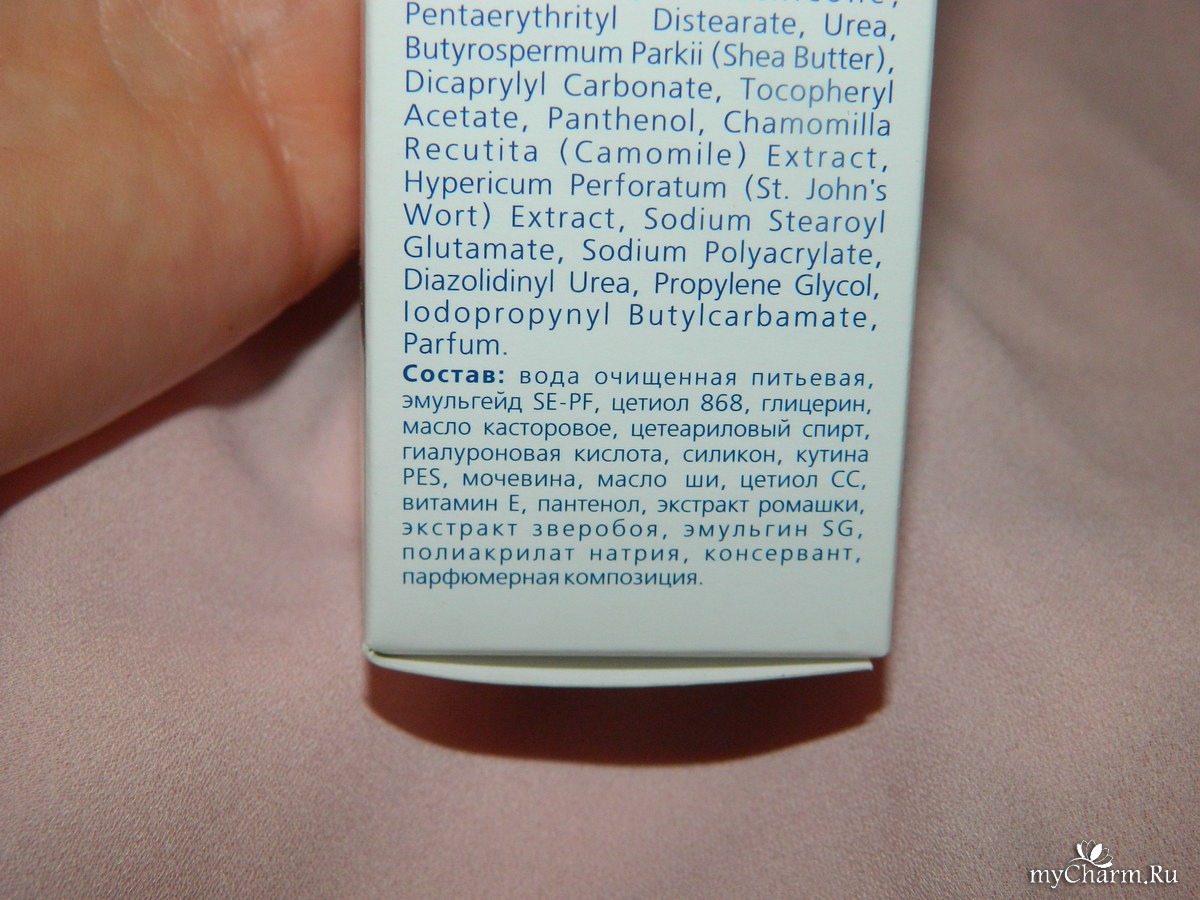 Pentaerythrityl Distearate, Urea,
Butyrospermum Parkii (Shea Butter),
Dicaprylyl Carbonate, Tocopheryl
Acetate, Panthenol, Chamomilla
Recutita (Camomile) Extract,
Hypericum Perforatum (St. John's
Wort) Extract, Sodium Stearoyl
Glutamate, Sodium Polyacrylate,
Diazolidinyl Urea, Propylene Glycol,
Iodopropynyl Butylcarbamate,
Parfum.
Состав: вода очищенная питьевая,
эмульгейд SE-PF, цетиол 868, глицерин,
масло касторовое, цетеариловый спирт,
гиалуроновая кислота, силикон, кутина
PES, мочевина, масло ши, цетиол СС,
витамин Е, пантенол, экстракт ромашки,
экстракт зверобоя, эмульгин SG,
полиакрилат натрия, консервант,
парфюмерная композиция.
myCharm.Ru